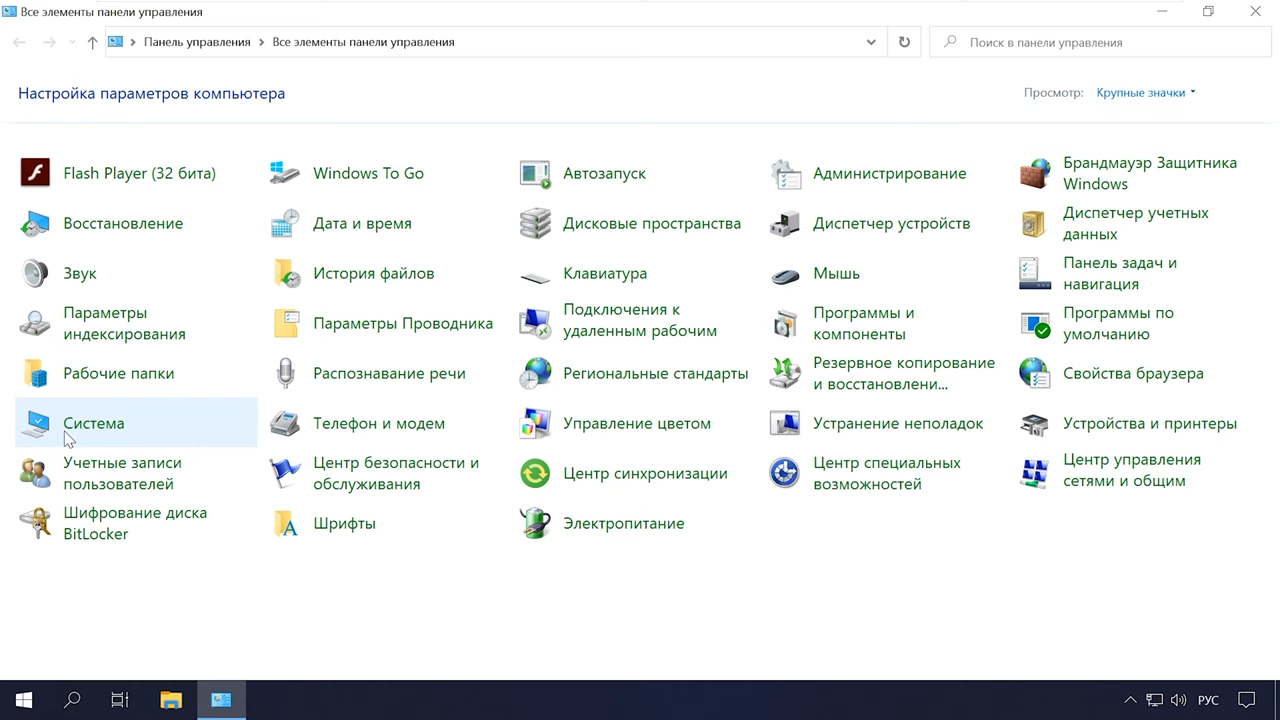 Все элементы панели управления
Панель управления > Все элементы панели управления
Поиск в панели управления
Настройка параметров компьютера
Просмотр: Крупные значки
Flash Player (32 бита)
Windows To Go
Автозапуск
Администрирование
Брандмауэр Защитника
Windows
Восстановление
Дата и время
Дисковые пространства
Диспетчер устройств
Диспетчер учетных
данных
Звук
История файлов
Клавиатура
Мышь
Панель задач и
навигация
Параметры
индексирования
Параметры Проводника
Подключения к
удаленным рабочим
Программы и
компоненты
Программы по
умолчанию
Рабочие папки
Распознавание речи
Региональные стандарты
Резервное копирование
и восстановлени...
Свойства браузера
Система
Телефон и модем
Управление цветом
Устранение неполадок
Устройства и принтеры
Учетные записи
пользователей
Центр безопасности и
обслуживания
Центр синхронизации
Центр специальных
возможностей
Центр управления
сетями и общим
Шифрование диска
BitLocker
Шрифты
Электропитание
РУС